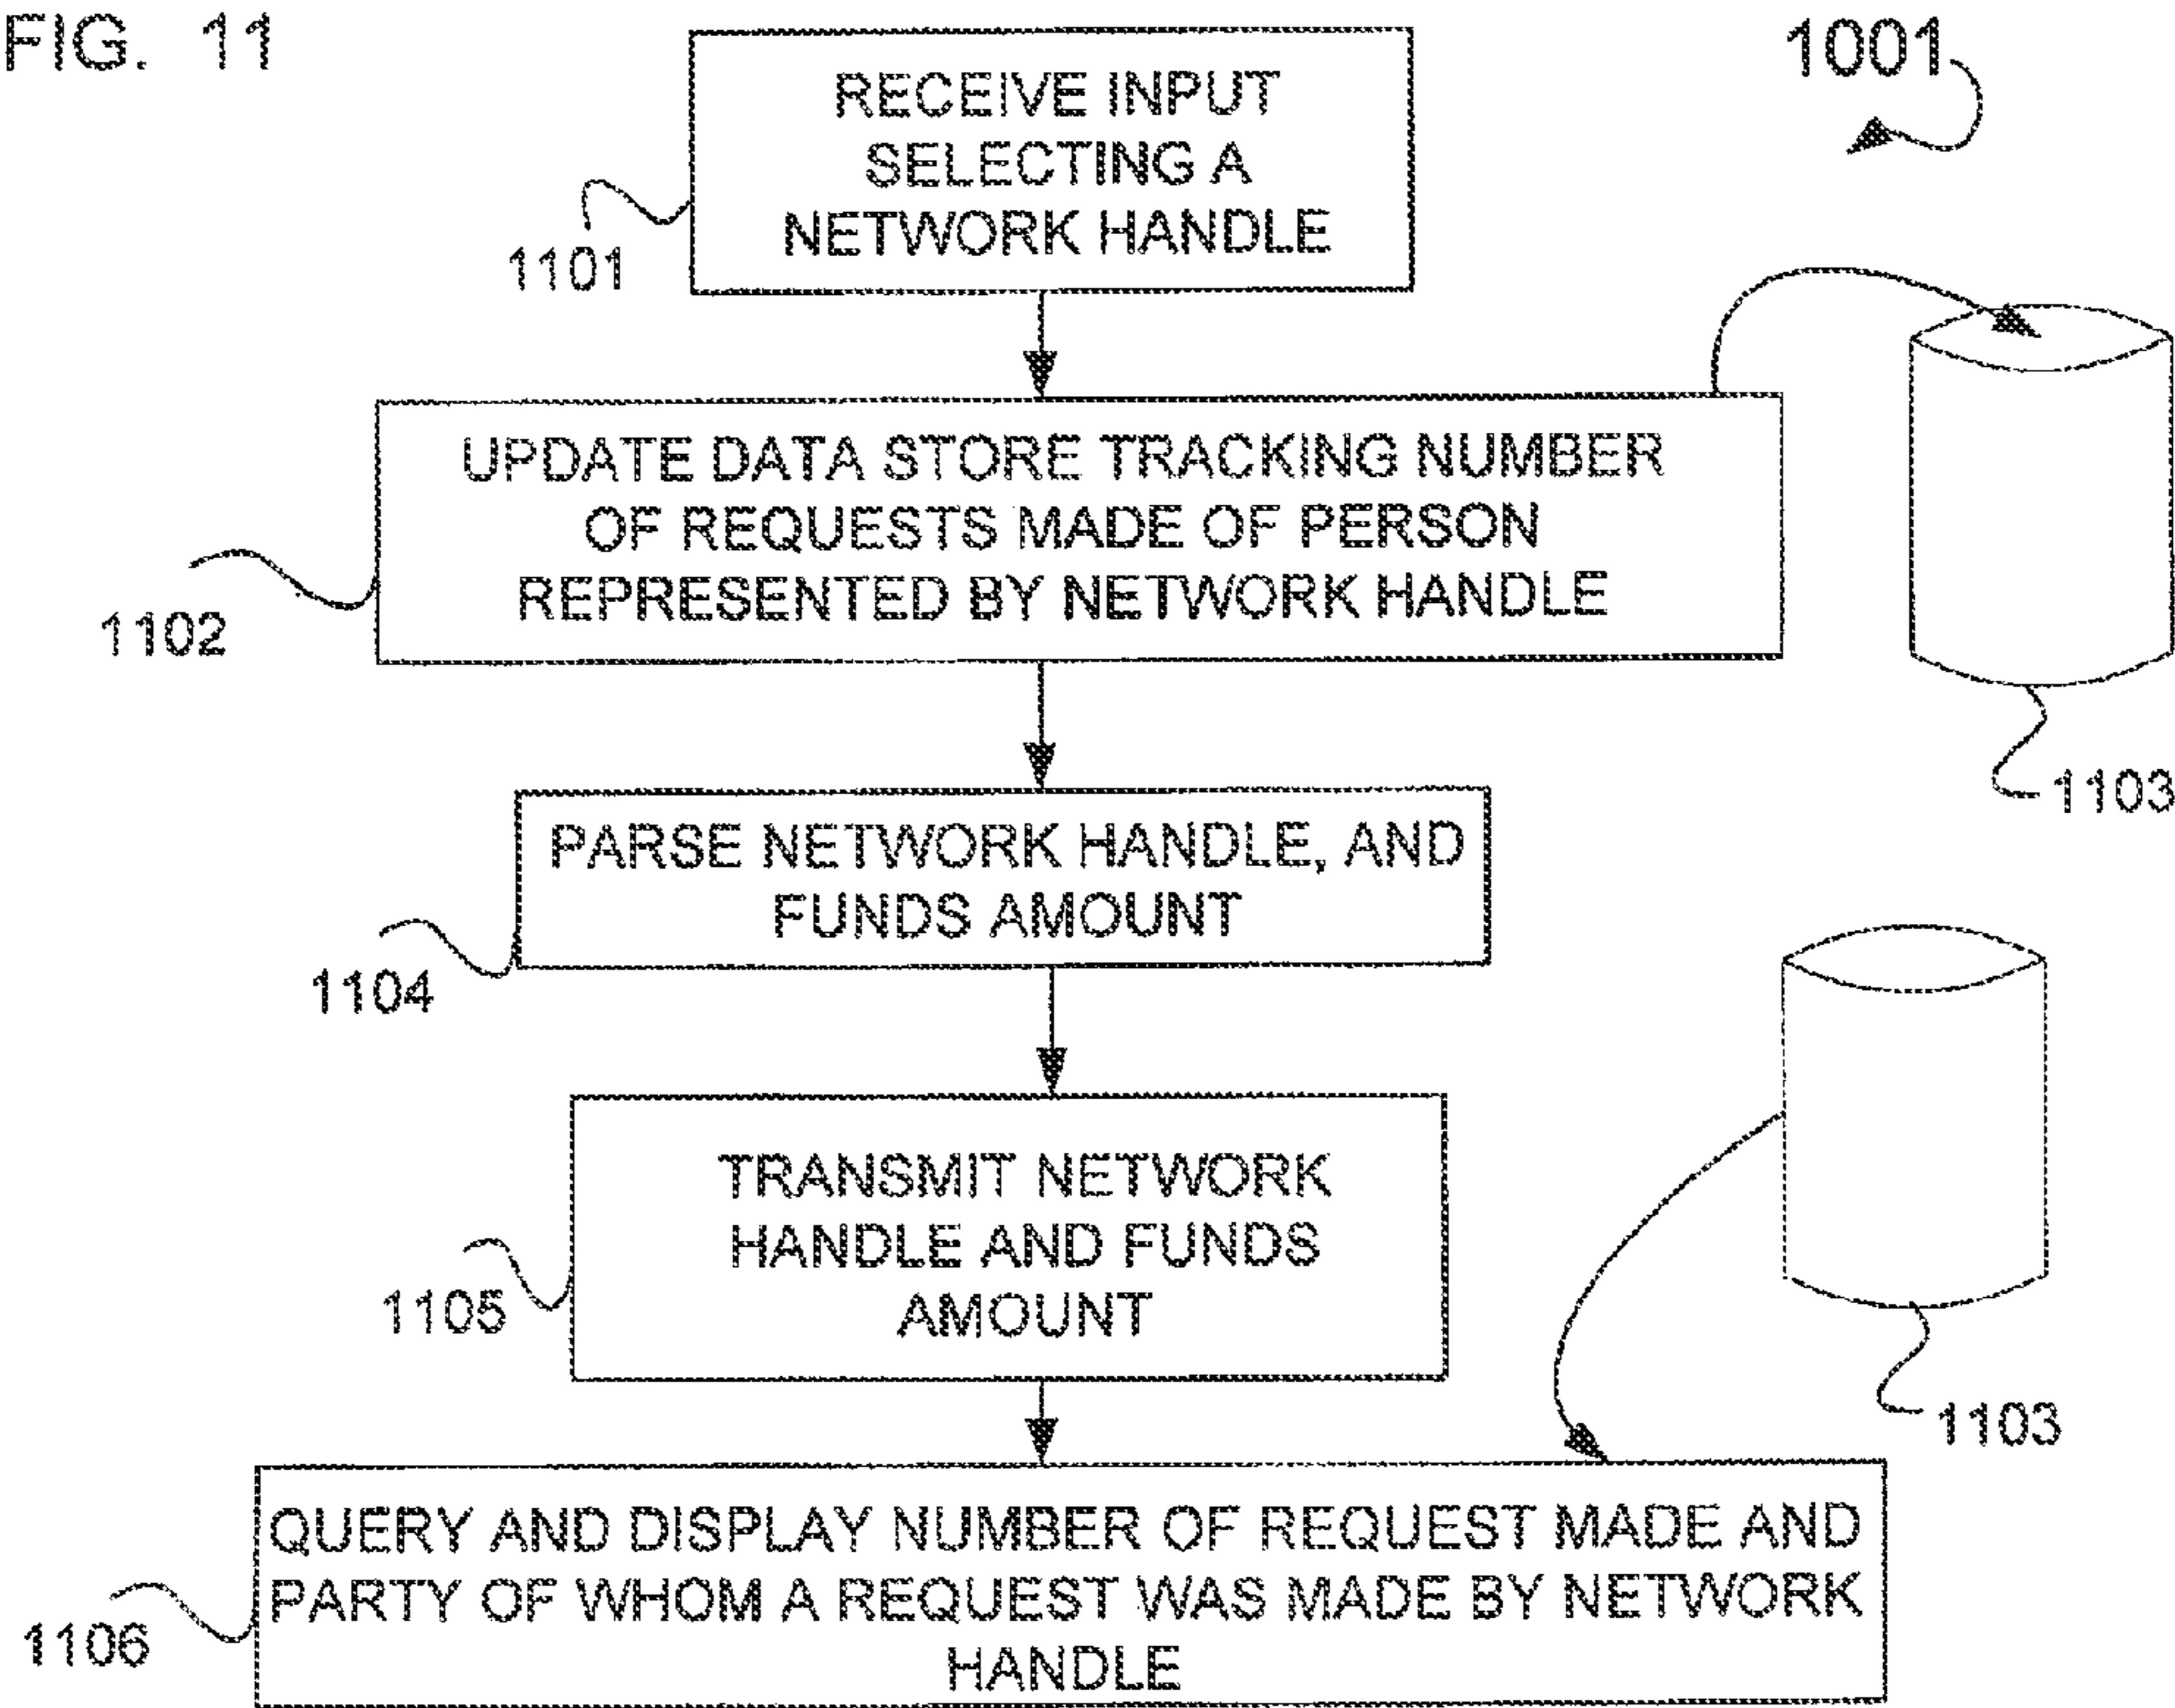 FIG. 11
1001
RECEIVE INPUT
SELECTING A
NETWORK HANDLE
1101
UPDATE DATA STORE TRACKING NUMBER
OF REQUESTS MADE OF PERSON
REPRESENTED BY NETWORK HANDLE
1102
1103
PARSE NETWORK HANDLE, AND
FUNDS AMOUNT
1104
TRANSMIT NETWORK
HANDLE AND FUNDS
AMOUNT
1105
1103
QUERY AND DISPLAY NUMBER OF REQUEST MADE AND
PARTY OF WHOM A REQUEST WAS MADE BY NETWORK
HANDLE
1106